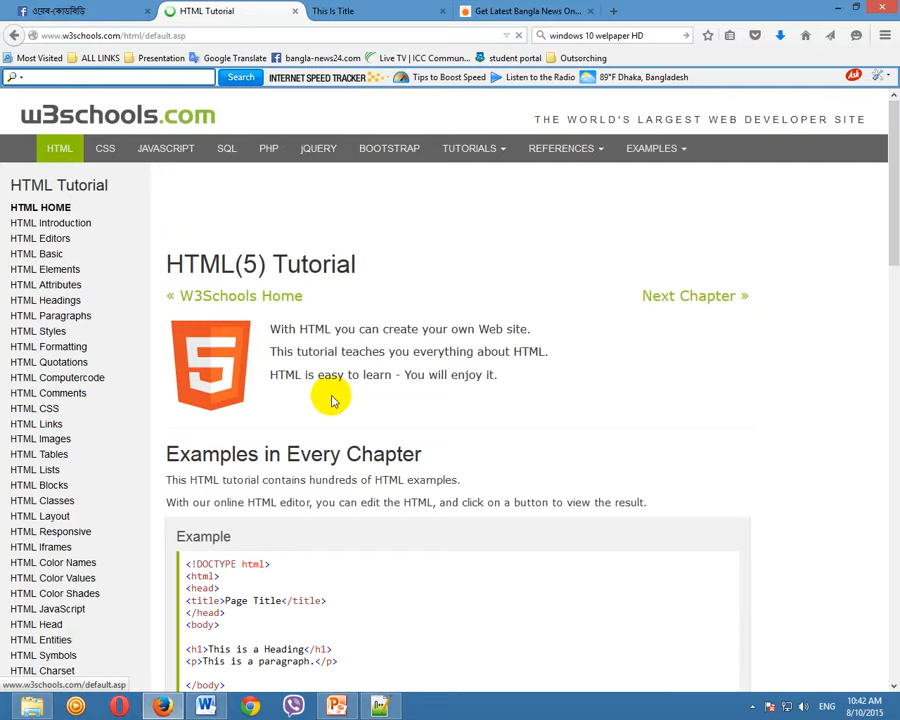 ওয়েব-কোডবিডি
HTML Tutorial
This Is Title
Get Latest Bangla News On...
www.w3schools.com/html/default.asp
windows 10 welpaper HD
Most Visited ALL LINKS Presentation Google Translate bangla-news24.com Live TV | ICC Commun... student portal Outsorching
Search INTERNET SPEED TRACKER Tips to Boost Speed Listen to the Radio 89°F Dhaka, Bangladesh Ask
w3schools.com THE WORLD'S LARGEST WEB DEVELOPER SITE
HTML CSS JAVASCRIPT SQL PHP jQUERY BOOTSTRAP TUTORIALS REFERENCES EXAMPLES
HTML Tutorial
HTML HOME
HTML Introduction
HTML Editors
HTML Basic
HTML Elements
HTML Attributes
HTML Headings
HTML Paragraphs
HTML Styles
HTML Formatting
HTML Quotations
HTML Computercode
HTML Comments
HTML CSS
HTML Links
HTML Images
HTML Tables
HTML Lists
HTML Blocks
HTML Classes
HTML Layout
HTML Responsive
HTML Iframes
HTML Color Names
HTML Color Values
HTML Color Shades
HTML JavaScript
HTML Head
HTML Entities
HTML Symbols
HTML Charset
www.w3schools.com/default.asp
HTML(5) Tutorial
« W3Schools Home Next Chapter »
5
With HTML you can create your own Web site.
This tutorial teaches you everything about HTML.
HTML is easy to learn - You will enjoy it.
Examples in Every Chapter
This HTML tutorial contains hundreds of HTML examples.
With our online HTML editor, you can edit the HTML, and click on a button to view the result.
Example
<!DOCTYPE html>
<html>
<head>
<title>Page Title</title>
</head>
<body>
<h1>This is a Heading</h1>
<p>This is a paragraph.</p>
</body>
ENG
10:42 AM
8/10/2015